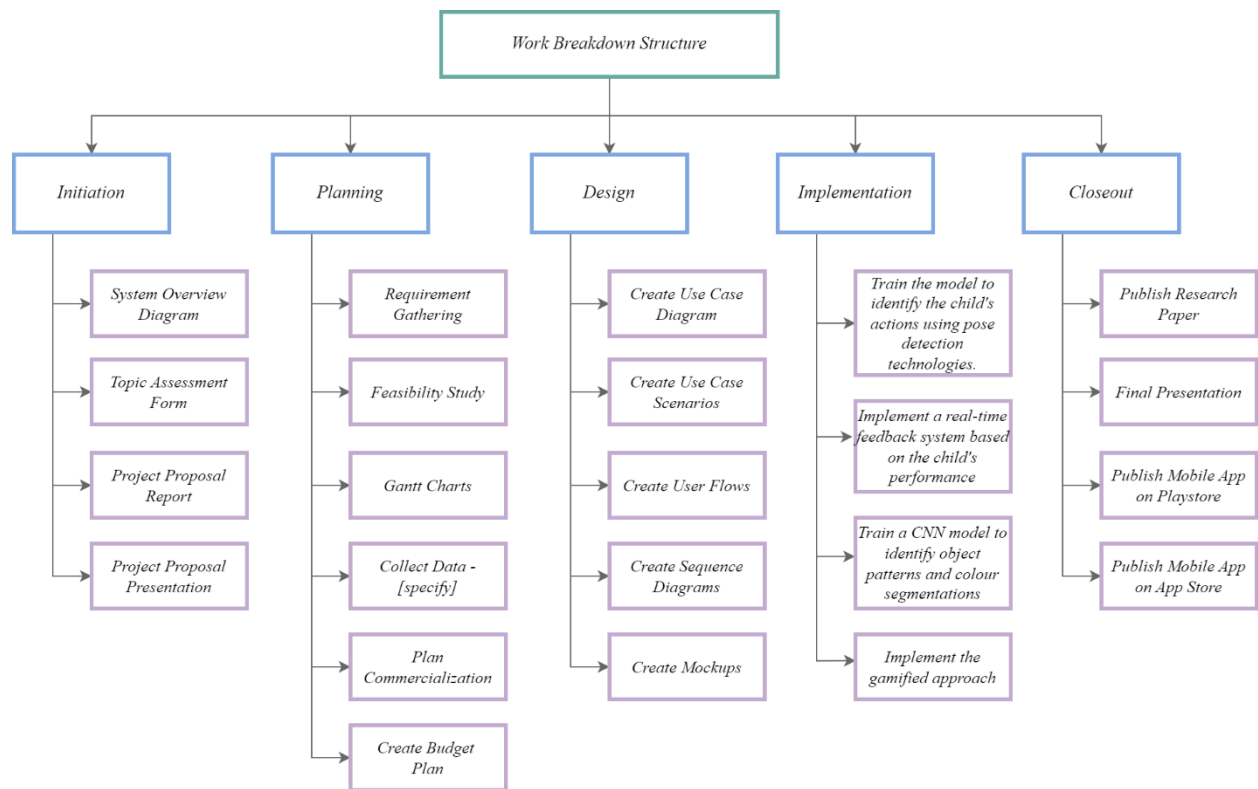 Work Breakdown Structure
Initiation
Planning
Design
Implementation
Closeout
System Overview
Diagram
Topic Assessment
Form
Project Proposal
Report
Project Proposal
Presentation
Requirement
Gathering
Feasibility Study
Gantt Charts
Collect Data -
[specify]
Plan
Commercialization
Create Budget
Plan
Create Use Case
Diagram
Create Use Case
Scenarios
Create User Flows
Create Sequence
Diagrams
Create Mockups
Train the model to
identify the child's
actions using pose
detection
technologies.
Implement a real-time
feedback system based
on the child's
performance
Train a CNN model to
identify object
patterns and colour
segmentations
Implement the
gamified approach
Publish Research
Paper
Final Presentation
Publish Mobile App
on Playstore
Publish Mobile App
on App Store